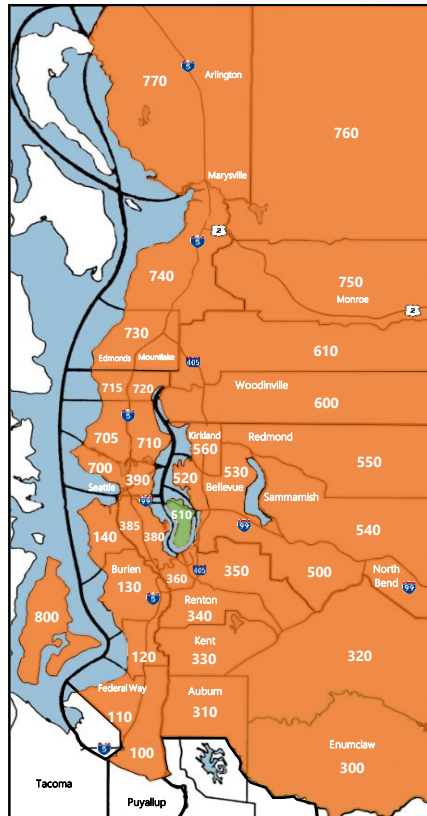 770
5
Arlington
760
Marysville
5
2
740
750
Monroe
2
730
Edmonds
Mountlake
405
610
715
720
Woodinville
600
5
705
710
Kirkland
560
Redmond
550
700
390
520
530
Bellevue
Seattle
Sammamish
99
510
385
380
140
99
540
Burien
130
360
405
350
500
North
Bend
99
5
Renton
340
800
120
Kent
330
320
Federal Way
110
Auburn
310
5
100
Enumclaw
300
Tacoma
Puyallup